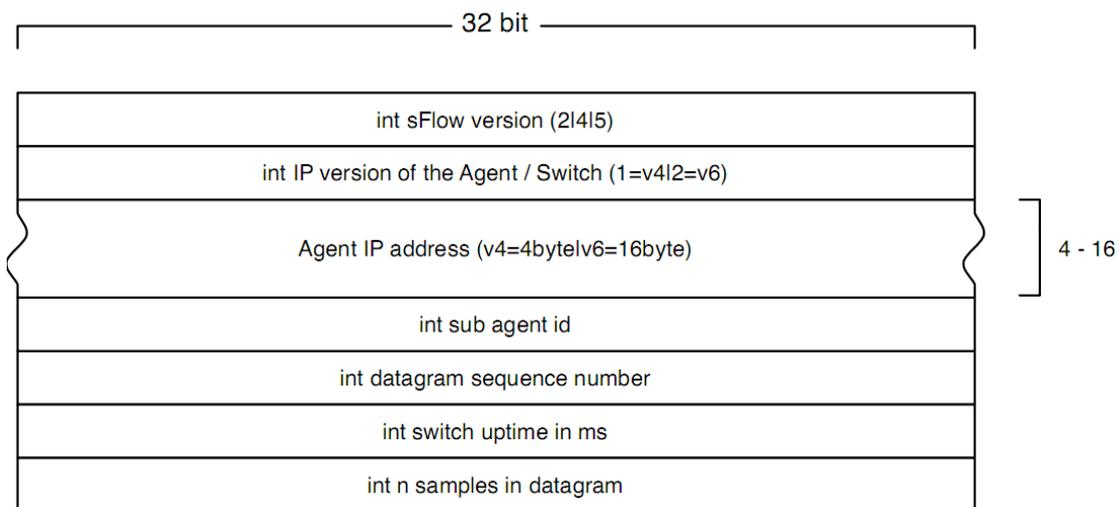 32 bit
int sFlow version (2|4|5)
int IP version of the Agent / Switch (1=v4|2=v6)
Agent IP address (v4=4byte|v6=16byte)
4 - 16
int sub agent id
int datagram sequence number
int switch uptime in ms
int n samples in datagram